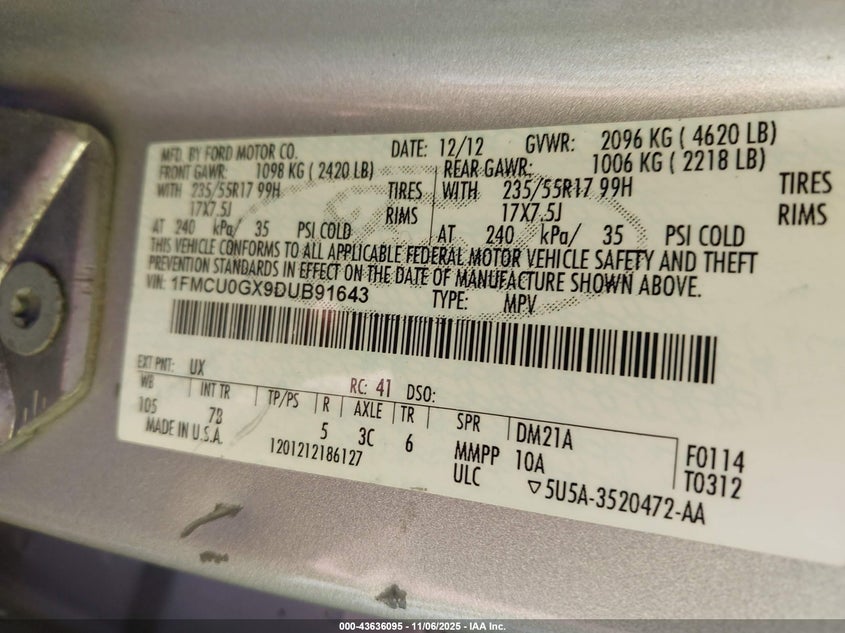 MFD. BY FORD MOTOR CO. DATE: 12/12 GVWR: 2096 KG ( 4620 LB)
FRONT GAWR: 1098 KG ( 2420 LB) REAR GAWR: 1006 KG ( 2218 LB)
WITH 235/55R17 99H TIRES WITH 235/55R17 99H TIRES
17X7.5J RIMS 17X7.5J RIMS
AT 240 kPa/ 35 PSI COLD AT 240 kPa/ 35 PSI COLD
THIS VEHICLE CONFORMS TO ALL APPLICABLE FEDERAL MOTOR VEHICLE SAFETY AND THEFT
PREVENTION STANDARDS IN EFFECT ON THE DATE OF MANUFACTURE SHOWN ABOVE.
VIN: 1FMCU0GX9DUB91643 TYPE: MPV
EXT PNT: UX RC: 41 DSO:
WB INT TR TP/PS R AXLE TR SPR DM21A F0114
105 7B 5 3C 6 MMPP 10A T0312
MADE IN U.S.A. 1201212186127 ULC ▽5U5A-3520472-AA
000-43636095 - 11/06/2025 - IAA Inc.